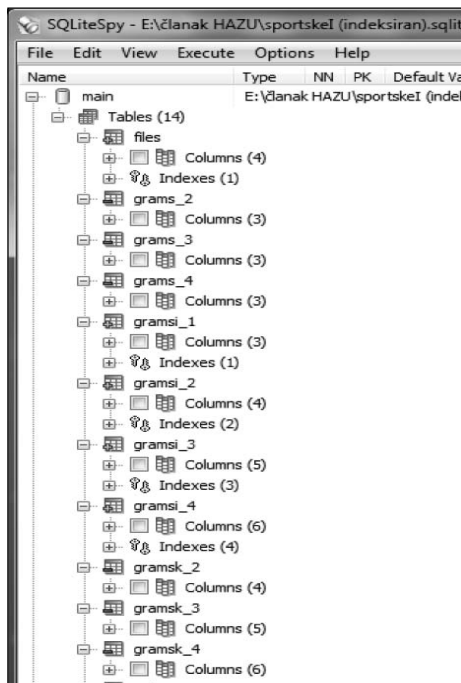 SQLiteSpy - E:\članak HAZU\sportskeI (indeksiran).sqlit
File Edit View Execute Options Help
Name Type NN PK Default Va
main E:\članak HAZU\sportskeI (indel
Tables (14)
files
Columns (4)
Indexes (1)
grams_2
Columns (3)
grams_3
Columns (3)
grams_4
Columns (3)
gramsi_1
Columns (3)
Indexes (1)
gramsi_2
Columns (4)
Indexes (2)
gramsi_3
Columns (5)
Indexes (3)
gramsi_4
Columns (6)
Indexes (4)
gramsk_2
Columns (4)
gramsk_3
Columns (5)
gramsk_4
Columns (6)